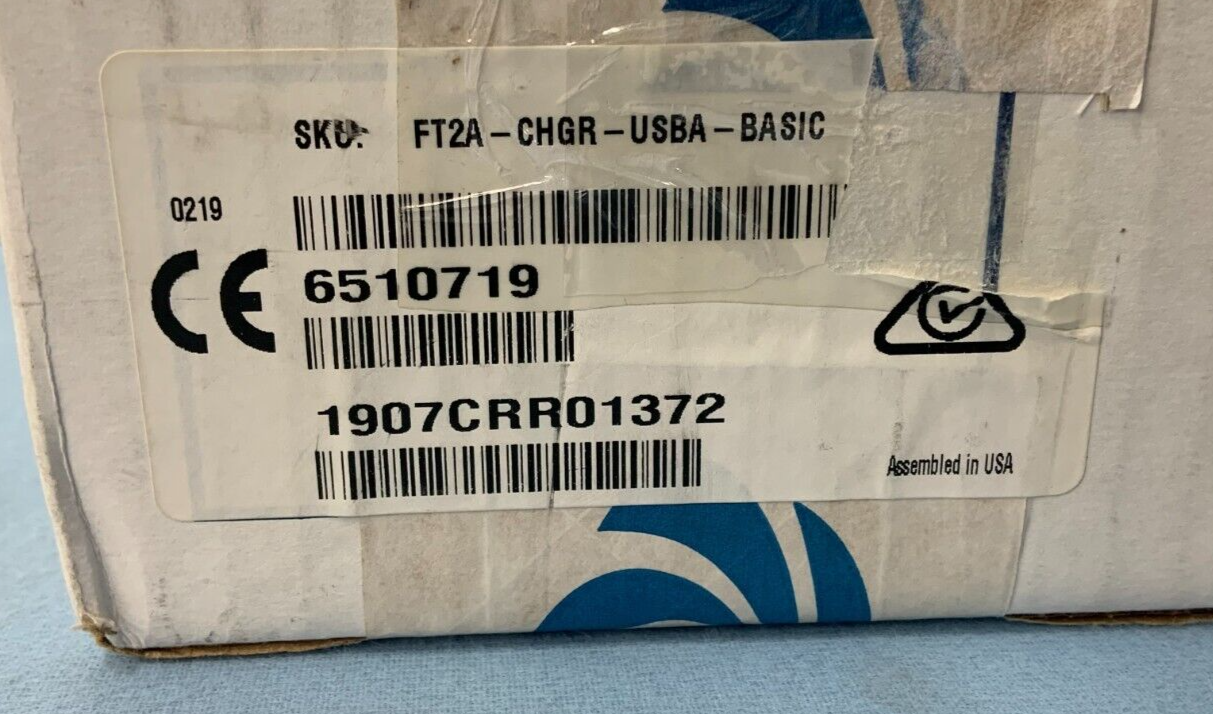 SKU: FT2A-CHGR-USBA-BASIC
0219
CE
6510719
1907CRR01372
Assembled in USA